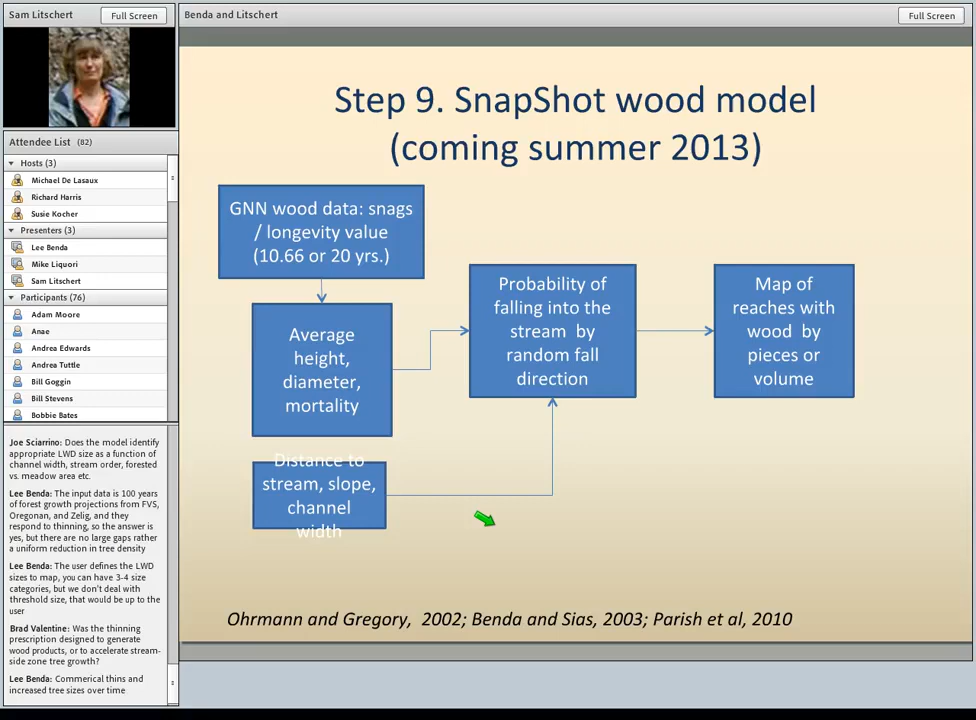 Sam Litschert
Full Screen
Benda and Litschert
Full Screen
Attendee List (82)
Hosts (3)
Michael De Lasaux
Richard Harris
Susie Kocher
Presenters (3)
Lee Benda
Mike Liquori
Sam Litschert
Participants (76)
Adam Moore
Anae
Andrea Edwards
Andrea Tuttle
Bill Goggin
Bill Stevens
Bobbie Bates
Joe Sciarrino: Does the model identify
appropriate LWD size as a function of
channel width, stream order, forested
vs. meadow area etc.
Lee Benda: The input data is 100 years
of forest growth projections from FVS,
Oregonan, and Zelig, and they
respond to thinning, so the answer is
yes, but there are no large gaps rather
a uniform reduction in tree density
Lee Benda: The user defines the LWD
sizes to map, you can have 3-4 size
categories, but we don't deal with
threshold size, that would be up to the
user
Brad Valentine: Was the thinning
prescription designed to generate
wood products, or to accelerate stream-
side zone tree growth?
Lee Benda: Commerical thins and
increased tree sizes over time
Step 9. SnapShot wood model
(coming summer 2013)
GNN wood data: snags
/ longevity value
(10.66 or 20 yrs.)
Average
height,
diameter,
mortality
Distance to
stream, slope,
channel
width
Probability of
falling into the
stream by
random fall
direction
Map of
reaches with
wood by
pieces or
volume
Ohrmann and Gregory, 2002; Benda and Sias, 2003; Parish et al, 2010